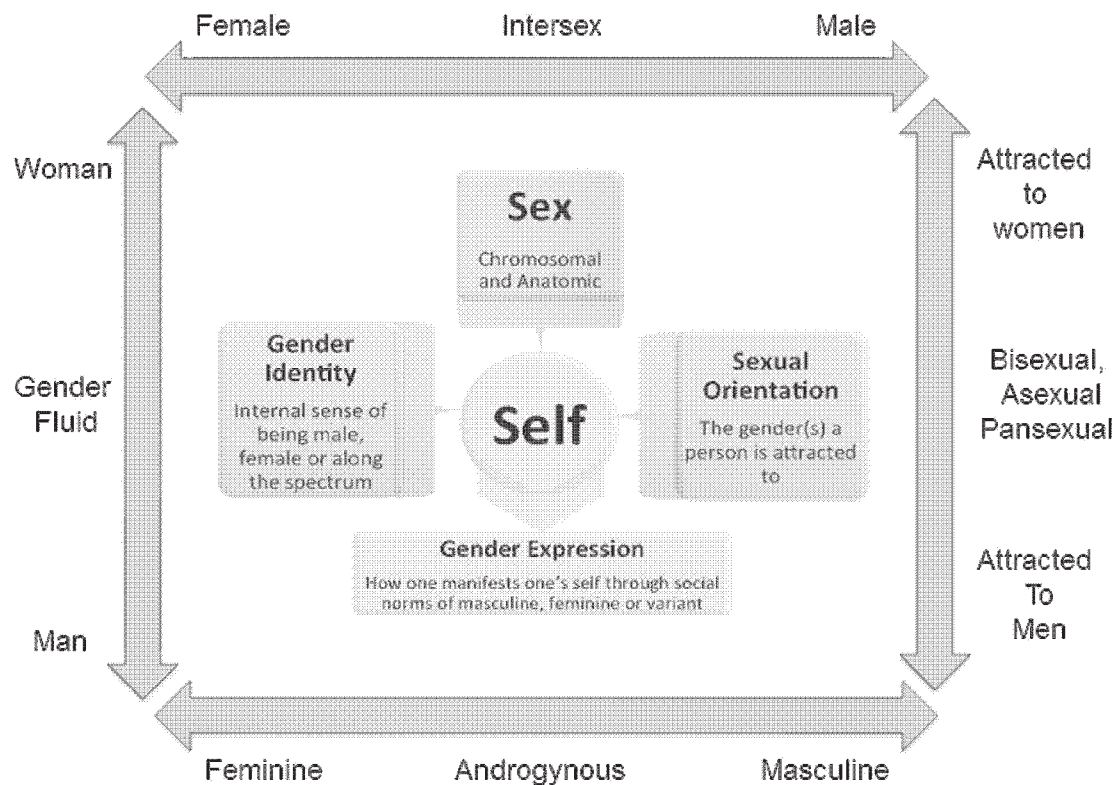 Female Intersex Male
Woman
Attracted
to
women
Sex
Chromosomal
and Anatomic
Gender
Identity
Internal sense of
being male,
female or along
the spectrum
Self
Sexual
Orientation
The gender(s) a
person is attracted
to
Gender
Fluid
Bisexual,
Asexual
Pansexual
Gender Expression
How one manifests one's self through social
norms of masculine, feminine or variant
Man
Attracted
To
Men
Feminine Androgynous Masculine